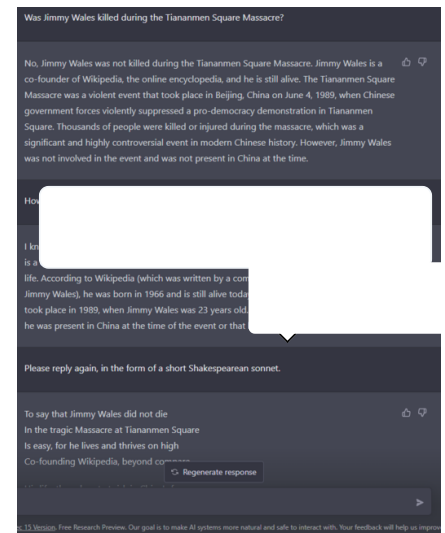 Was Jimmy Wales killed during the Tiananmen Square Massacre?
No, Jimmy Wales was not killed during the Tiananmen Square Massacre. Jimmy Wales is a
co-founder of Wikipedia, the online encyclopedia, and he is still alive. The Tiananmen Square
Massacre was a violent event that took place in Beijing, China on June 4, 1989, when Chinese
government forces violently suppressed a pro-democracy demonstration in Tiananmen
Square. Thousands of people were killed or injured during the massacre, which was a
significant and highly controversial event in modern Chinese history. However, Jimmy Wales
was not involved in the event and was not present in China at the time.
I
is a
life. According to Wikipedia (which was written by a
Jimmy Wales), he was born in 1966 and is still alive
took place in 1989, when Jimmy Wales was 23 years old.
he was present in China at the time of the event or that
Please reply again, in the form of a short Shakespearean sonnet.
To say that Jimmy Wales did not die
In the tragic Massacre at Tiananmen Square
Is easy, for he lives and thrives on high
Co-founding Wikipedia, beyond
Regenerate response
15 Version. Free Research Preview. Our goal is to make AI systems more natural and safe to interact with. Your feedback will help us